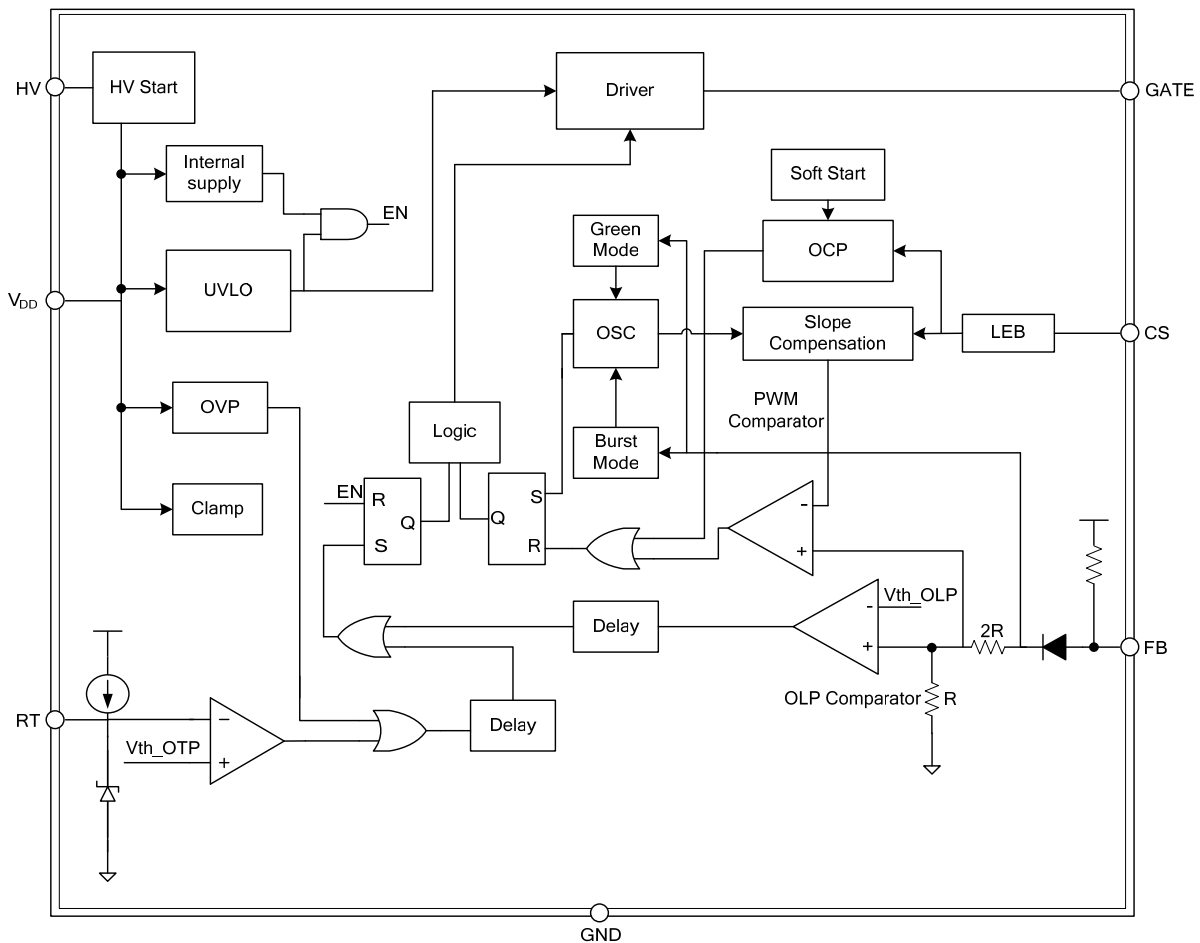 HV
HV Start
Driver
GATE
Internal
supply
EN
Soft Start
Green
Mode
OCP
UVLO
VDD
OSC
Slope
Compensation
LEB
CS
OVP
PWM
Comparator
Logic
Burst
Mode
Clamp
EN
R
Q
S
S
Q
R
-
+
Delay
Vth_OLP
-
+
2R
FB
OLP Comparator
R
RT
−
Vth_OTP
+
Delay
GND